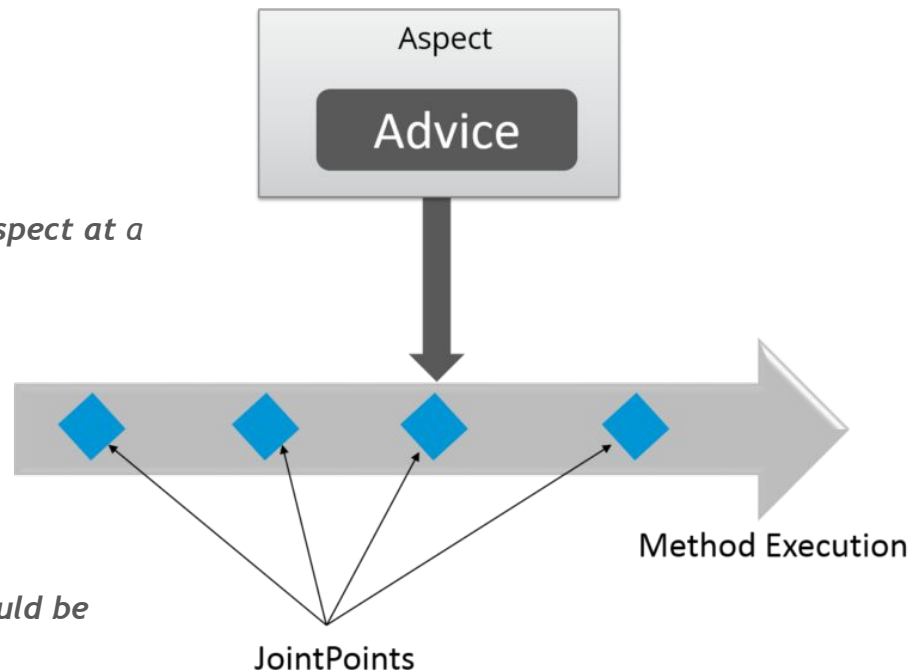 Aspect
Advice
spect at a
Method Execution
uld be
JointPoints